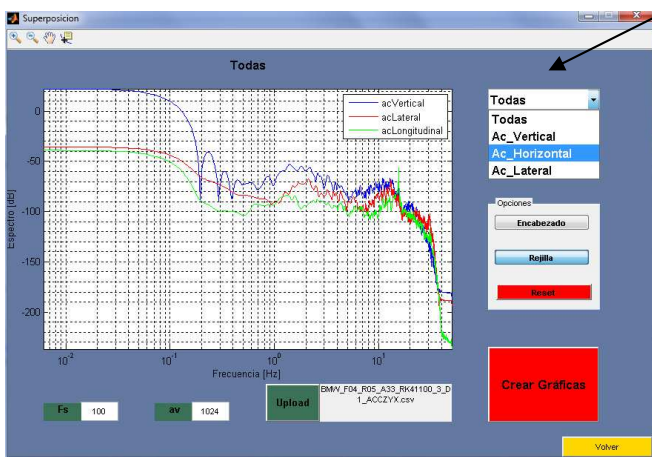 Superposicion
Todas
acVertical
acLateral
acLongitudinal
0
-50
-100
-150
-200
Espectro [dB]
10^-2
10^-1
10^0
10^1
Frecuencia [Hz]
Todas
Todas
Ac_Vertical
Ac_Horizontal
Ac_Lateral
Opciones
Encabezado
Rejilla
Reset
Crear Gráficas
Fs
100
av
1024
Upload
BMW_F04_R05_A33_RK41100_3_D
1_ACCZYX.csv
Volver